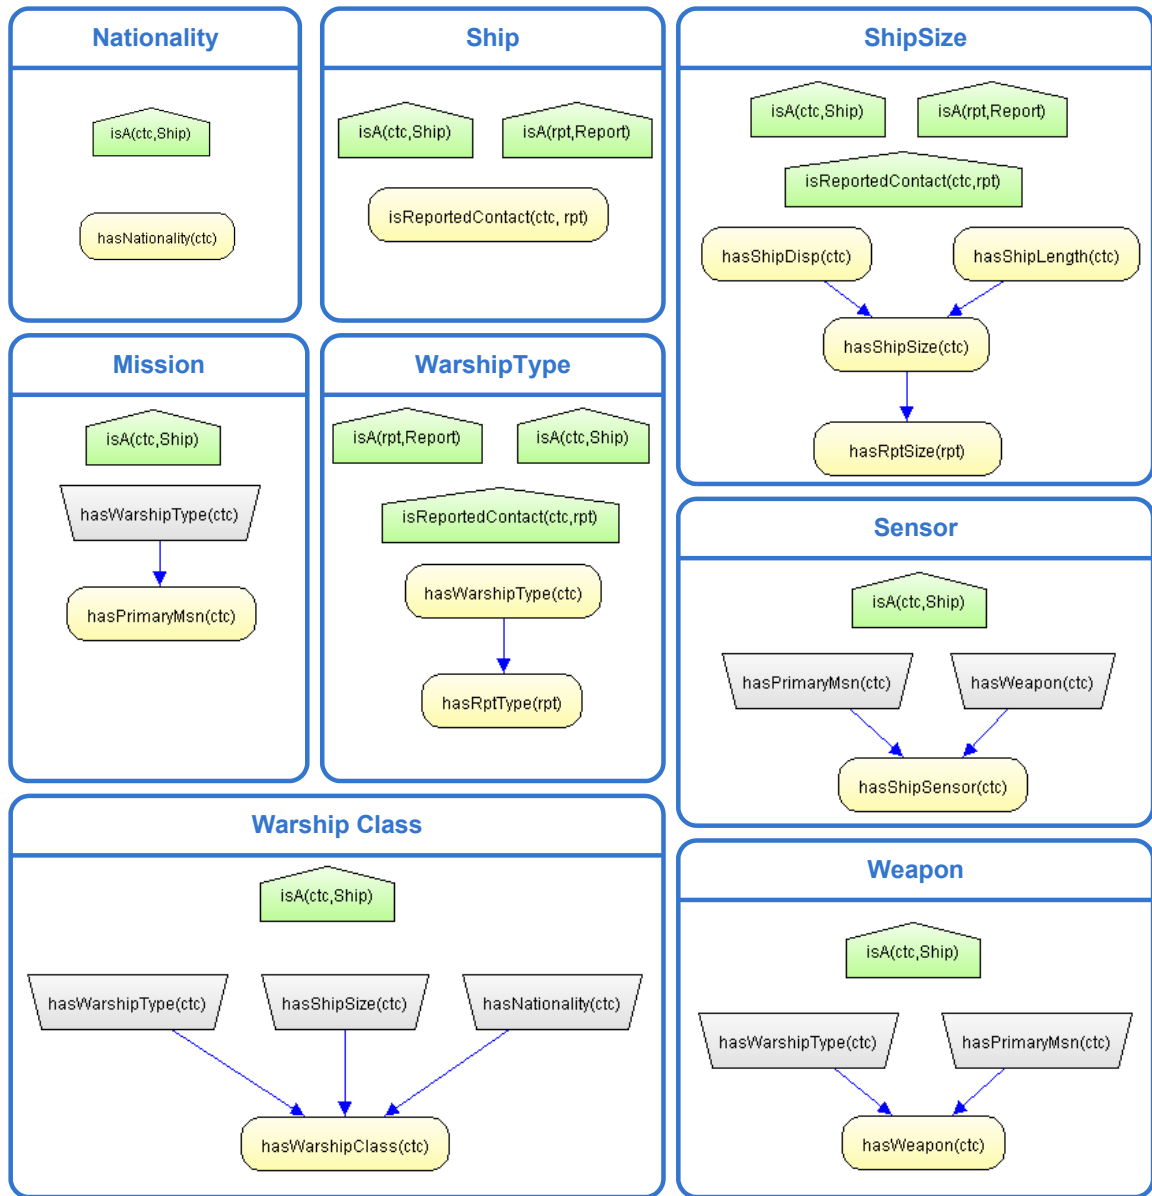 Nationality
isA(ctc,Ship)
hasNationality(ctc)
Ship
isA(ctc,Ship)
isA(rpt,Report)
isReportedContact(ctc, rpt)
ShipSize
isA(ctc,Ship)
isA(rpt,Report)
isReportedContact(ctc,rpt)
hasShipDisp(ctc)
hasShipLength(ctc)
hasShipSize(ctc)
hasRptSize(rpt)
Mission
isA(ctc,Ship)
hasWarshipType(ctc)
hasPrimaryMsn(ctc)
WarshipType
isA(rpt,Report)
isA(ctc,Ship)
isReportedContact(ctc,rpt)
hasWarshipType(ctc)
hasRptType(rpt)
Sensor
isA(ctc,Ship)
hasPrimaryMsn(ctc)
hasWeapon(ctc)
hasShipSensor(ctc)
Warship Class
isA(ctc,Ship)
hasWarshipType(ctc)
hasShipSize(ctc)
hasNationality(ctc)
hasWarshipClass(ctc)
Weapon
isA(ctc,Ship)
hasWarshipType(ctc)
hasPrimaryMsn(ctc)
hasWeapon(ctc)